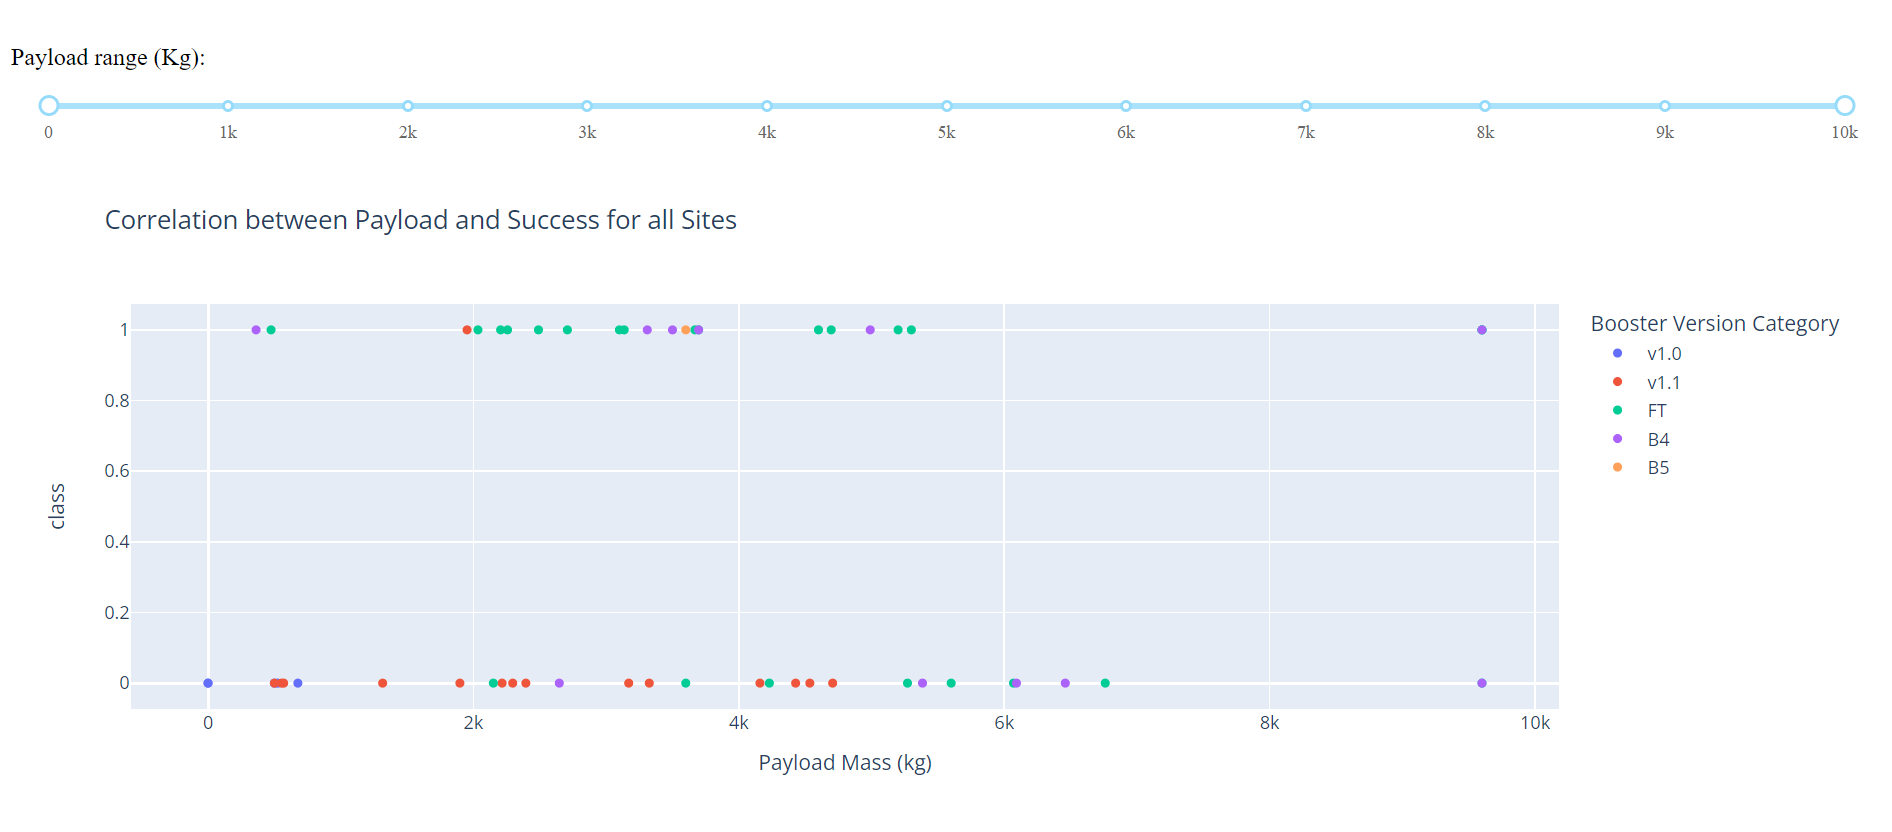 Payload range (Kg):
0 1k 2k 3k 4k 5k 6k 7k 8k 9k 10k
Correlation between Payload and Success for all Sites
Booster Version Category
v1.0
v1.1
FT
B4
B5
1
0.8
0.6
0.4
0.2
0
class
0 2k 4k 6k 8k 10k
Payload Mass (kg)